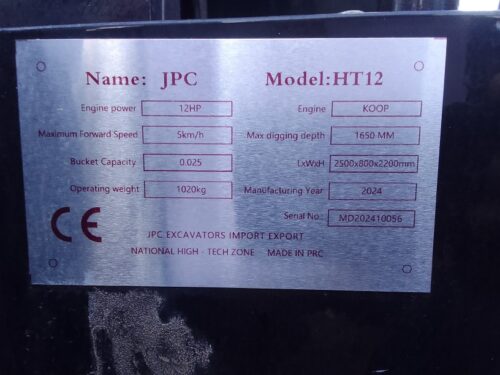 Name: JPC Model:HT12
Engine power 12HP Engine KOOP
Maximum Forward Speed 5km/h Max digging depth 1650 MM
Bucket Capacity 0.025 LxWxH 2500x800x2200mm
Operating weight 1020kg Manufacturing Year 2024
Serial No.: MD202410056
CE
JPC EXCAVATORS IMPORT EXPORT
NATIONAL HIGH - TECH ZONE MADE IN PRC